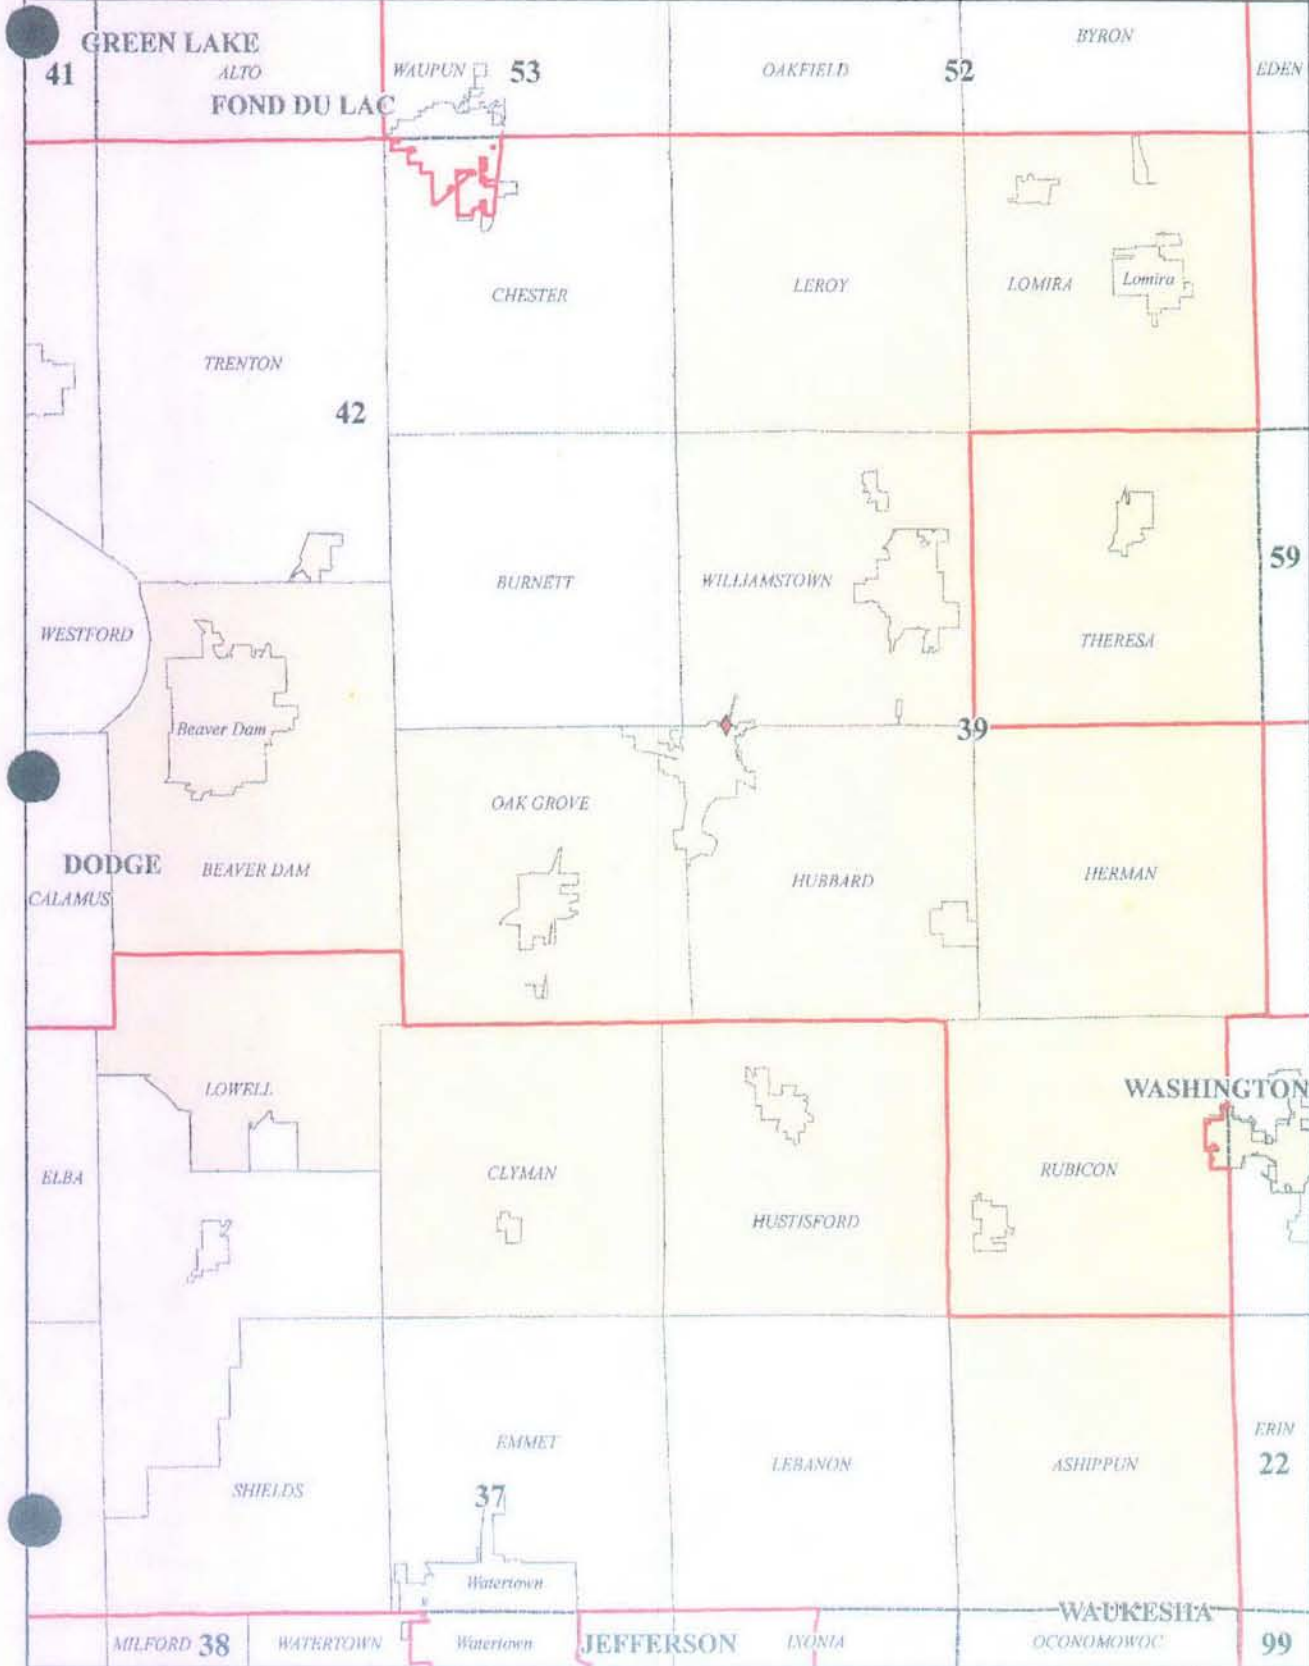 BYRON
GREEN LAKE
41
ALTO
WAUPUN
53
OAKFIELD
52
EDEN
FOND DU LAC
CHESTER
LEROY
LOMIRA
Lomira
TRENTON
42
BURNETT
WILLIAMSTOWN
59
WESTFORD
THERESA
Beaver Dam
39
OAK GROVE
DODGE
BEAVER DAM
HUBBARD
HERMAN
CALAMUS
LOWELL
WASHINGTON
ELBA
CLYMAN
RUBICON
HUSTISFORD
EMMET
LEBANON
ASHIPPUN
ERIN
22
SHIELDS
37
Watertown
WAUKESHA
MILFORD
38
WATERTOWN
Watertown
JEFFERSON
IXONIA
OCONOMOWOC
99